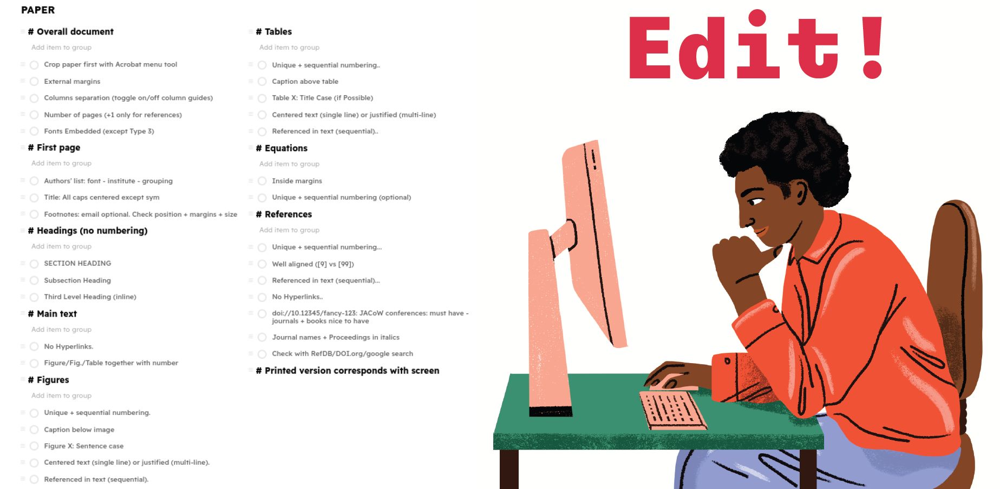 PAPER
# Overall document
Add item to group
Crop paper first with Acrobat menu tool
External margins
Columns separation (toggle on/off column guides)
Number of pages (+1 only for references)
Fonts Embedded (except Type 3)
# First page
Add item to group
Authors' list: font - institute - grouping
Title: All caps centered except sym
Footnotes: email optional. Check position + margins + size
# Headings (no numbering)
Add item to group
SECTION HEADING
Subsection Heading
Third Level Heading (inline)
# Main text
Add item to group
No Hyperlinks.
Figure/Fig./Table together with number
# Figures
Add item to group
Unique + sequential numbering.
Caption below image
Figure X: Sentence case
Centered text (single line) or justified (multi-line).
Referenced in text (sequential).
# Tables
Add item to group
Unique + sequential numbering..
Caption above table
Table X: Title Case (if Possible)
Centered text (single line) or justified (multi-line)
Referenced in text (sequential)..
# Equations
Add item to group
Inside margins
Unique + sequential numbering (optional)
# References
Add item to group
Unique + sequential numbering...
Well aligned ([9] vs [99])
Referenced in text (sequential)...
No Hyperlinks..
doi://10.12345/fancy-123: JACoW conferences: must have -
journals + books nice to have
Journal names + Proceedings in italics
Check with RefDB/DOI.org/google search
# Printed version corresponds with screen
Edit!